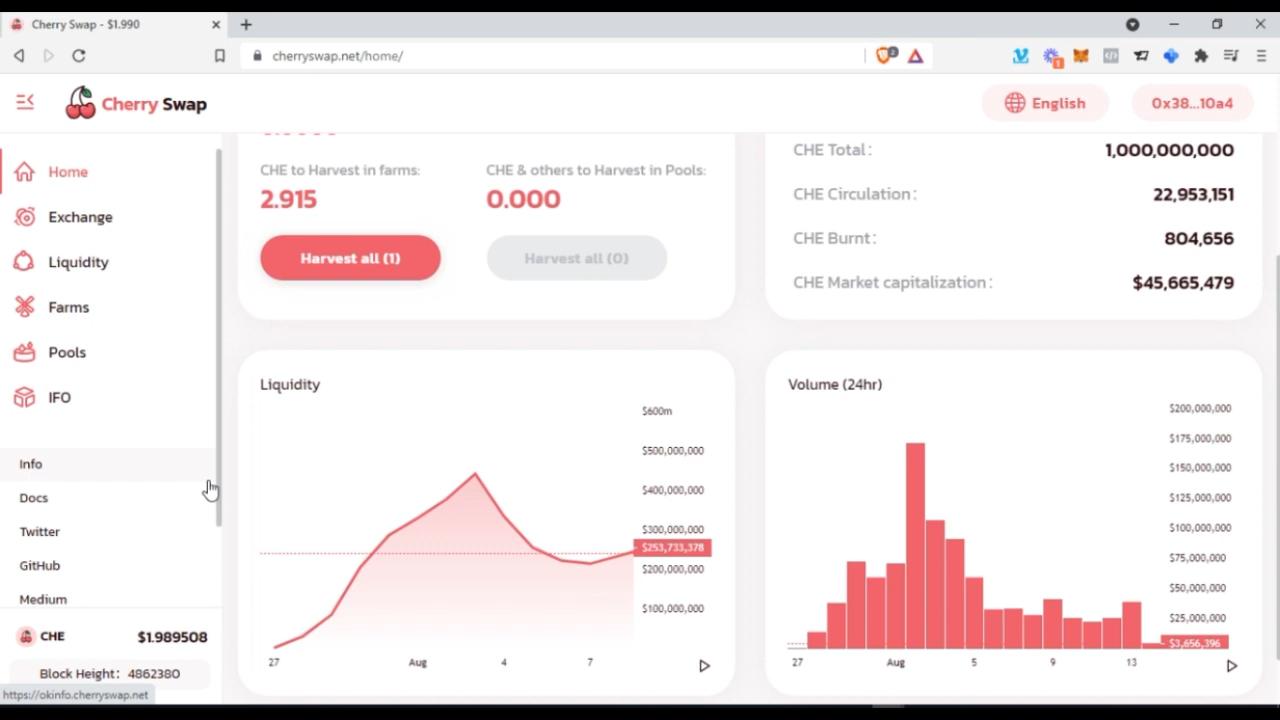 Cherry Swap - $1.990
cherryswap.net/home/
Cherry Swap
English
0x38...10a4
Home
Exchange
Liquidity
Farms
Pools
IFO
Info
Docs
Twitter
GitHub
Medium
CHE $1.989508
Block Height: 4862380
https://okinfo.cherryswap.net
CHE to Harvest in farms:
2.915
Harvest all (1)
CHE & others to Harvest in Pools:
0.000
Harvest all (0)
CHE Total: 1,000,000,000
CHE Circulation: 22,953,151
CHE Burnt: 804,656
CHE Market capitalization: $45,665,479
Liquidity
$600m
$500,000,000
$400,000,000
$300,000,000
$253,733,378
$200,000,000
$100,000,000
27 Aug 4 7
Volume (24hr)
$200,000,000
$175,000,000
$150,000,000
$125,000,000
$100,000,000
$75,000,000
$50,000,000
$25,000,000
$3,656,396
27 Aug 5 9 13